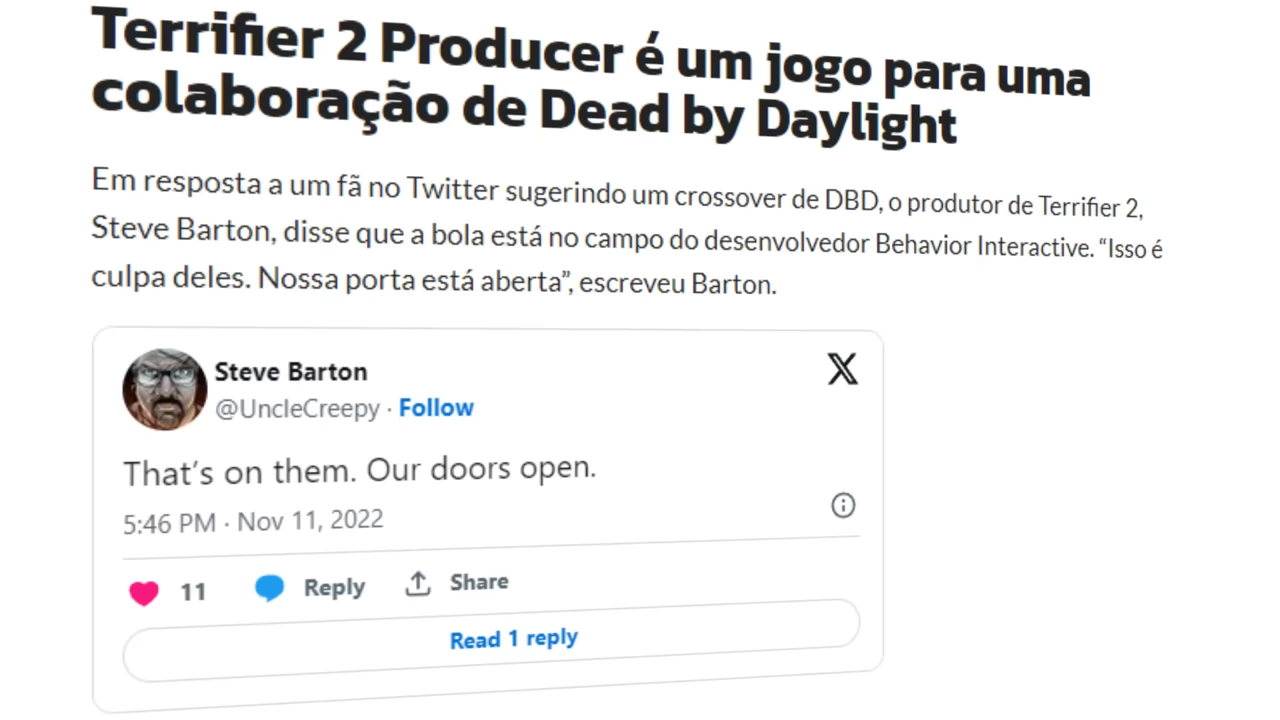 Terrifier 2 Producer é um jogo para uma
colaboração de Dead by Daylight
Em resposta a um fã no Twitter sugerindo um crossover de DBD, o produtor de Terrifier 2,
Steve Barton, disse que a bola está no campo do desenvolvedor Behavior Interactive. “Isso é
culpa deles. Nossa porta está aberta”, escreveu Barton.
Steve Barton
@UncleCreepy · Follow
That’s on them. Our doors open.
5:46 PM · Nov 11, 2022
11 Reply Share
Read 1 reply